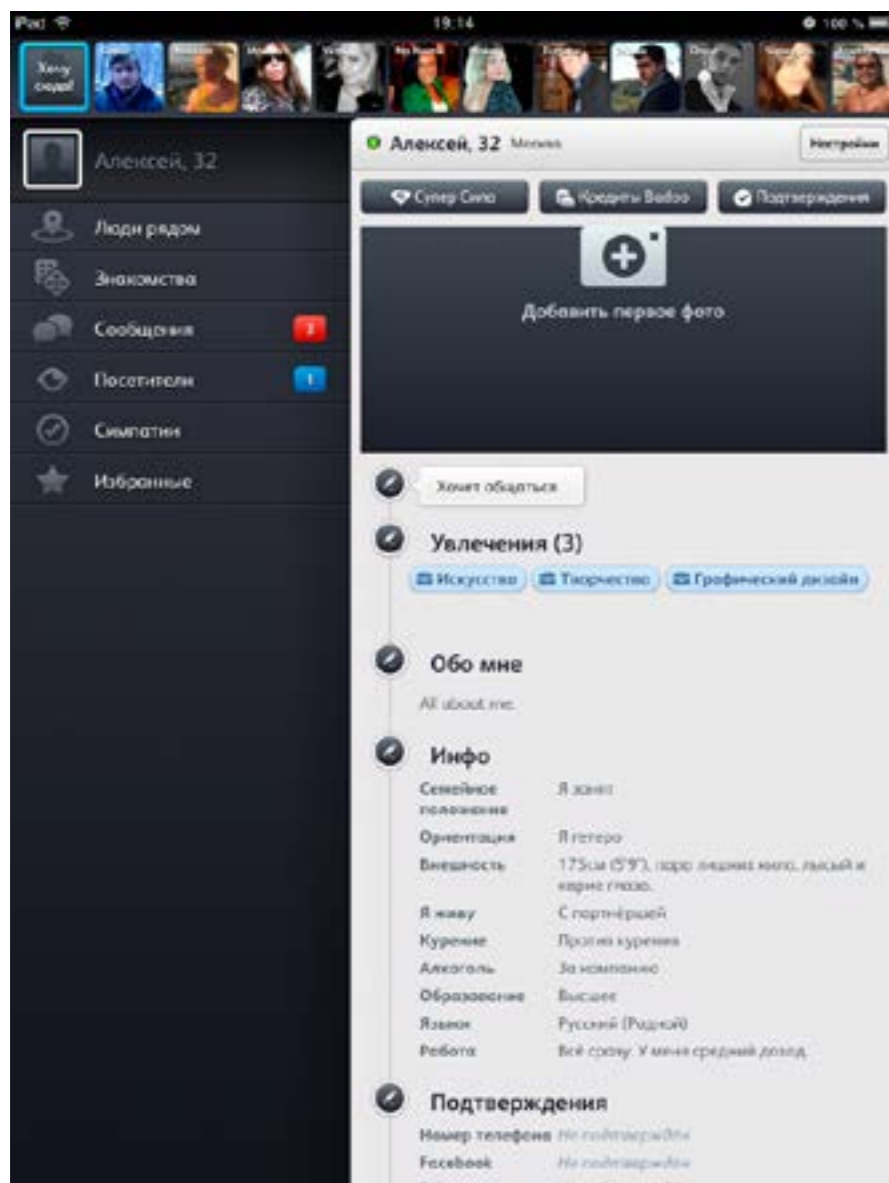 iPad 19:14 100 %
Хочу сюда!
Алексей, 32
Люди рядом
Знакомства
Сообщения
Посетители 1
Симпатии
Избранные
Алексей, 32 Москва Настройки
Супер Сила Кредиты Badoo Подтверждения
Добавить первое фото
Хочет общаться
Увлечения (3)
Искусство Творчество Графический дизайн
Обо мне
All about me.
Инфо
Семейное Я занят
положение
Ориентация Я гетеро
Внешность 175см (5'9"), пара лишних кило, лысый и
карие глаза.
Я живу С партнёршей
Курение Против курения
Алкоголь За компанию
Образование Высшее
Языки Русский (Родной)
Работа Всё сразу. У меня средний доход.
Подтверждения
Номер телефона Не подтверждён
Facebook Не подтверждён